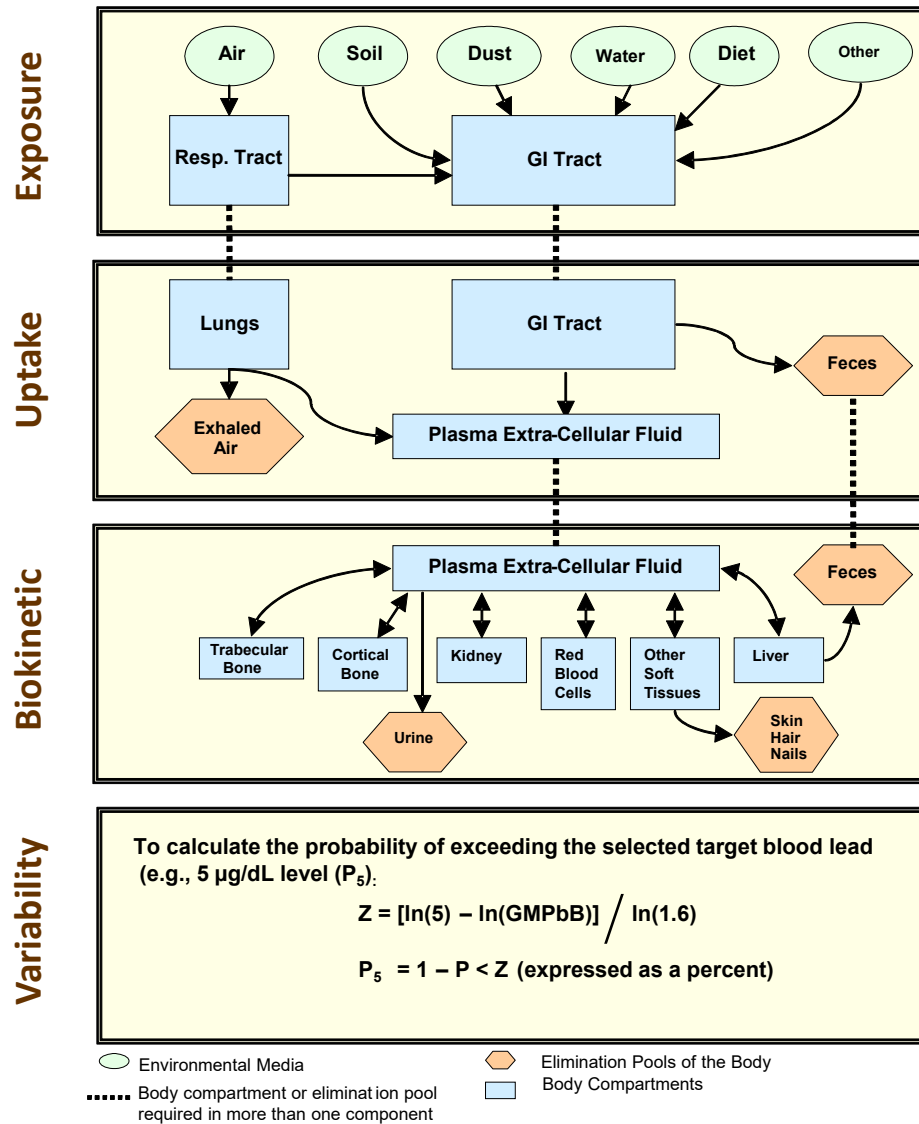 Exposure
Air
Soil
Dust
Water
Diet
Other
Resp. Tract
GI Tract
Uptake
Lungs
GI Tract
Feces
Exhaled
Air
Plasma Extra-Cellular Fluid
Biokinetic
Plasma Extra-Cellular Fluid
Feces
Trabecular
Bone
Cortical
Bone
Kidney
Red
Blood
Cells
Other
Soft
Tissues
Liver
Urine
Skin
Hair
Nails
Variability
To calculate the probability of exceeding the selected target blood lead
(e.g., 5 µg/dL level (P₅):
Z = [ln(5) – ln(GMPbB)] / ln(1.6)
P₅ = 1 – P < Z (expressed as a percent)
Environmental Media
Elimination Pools of the Body
Body compartment or elimination pool
required in more than one component
Body Compartments